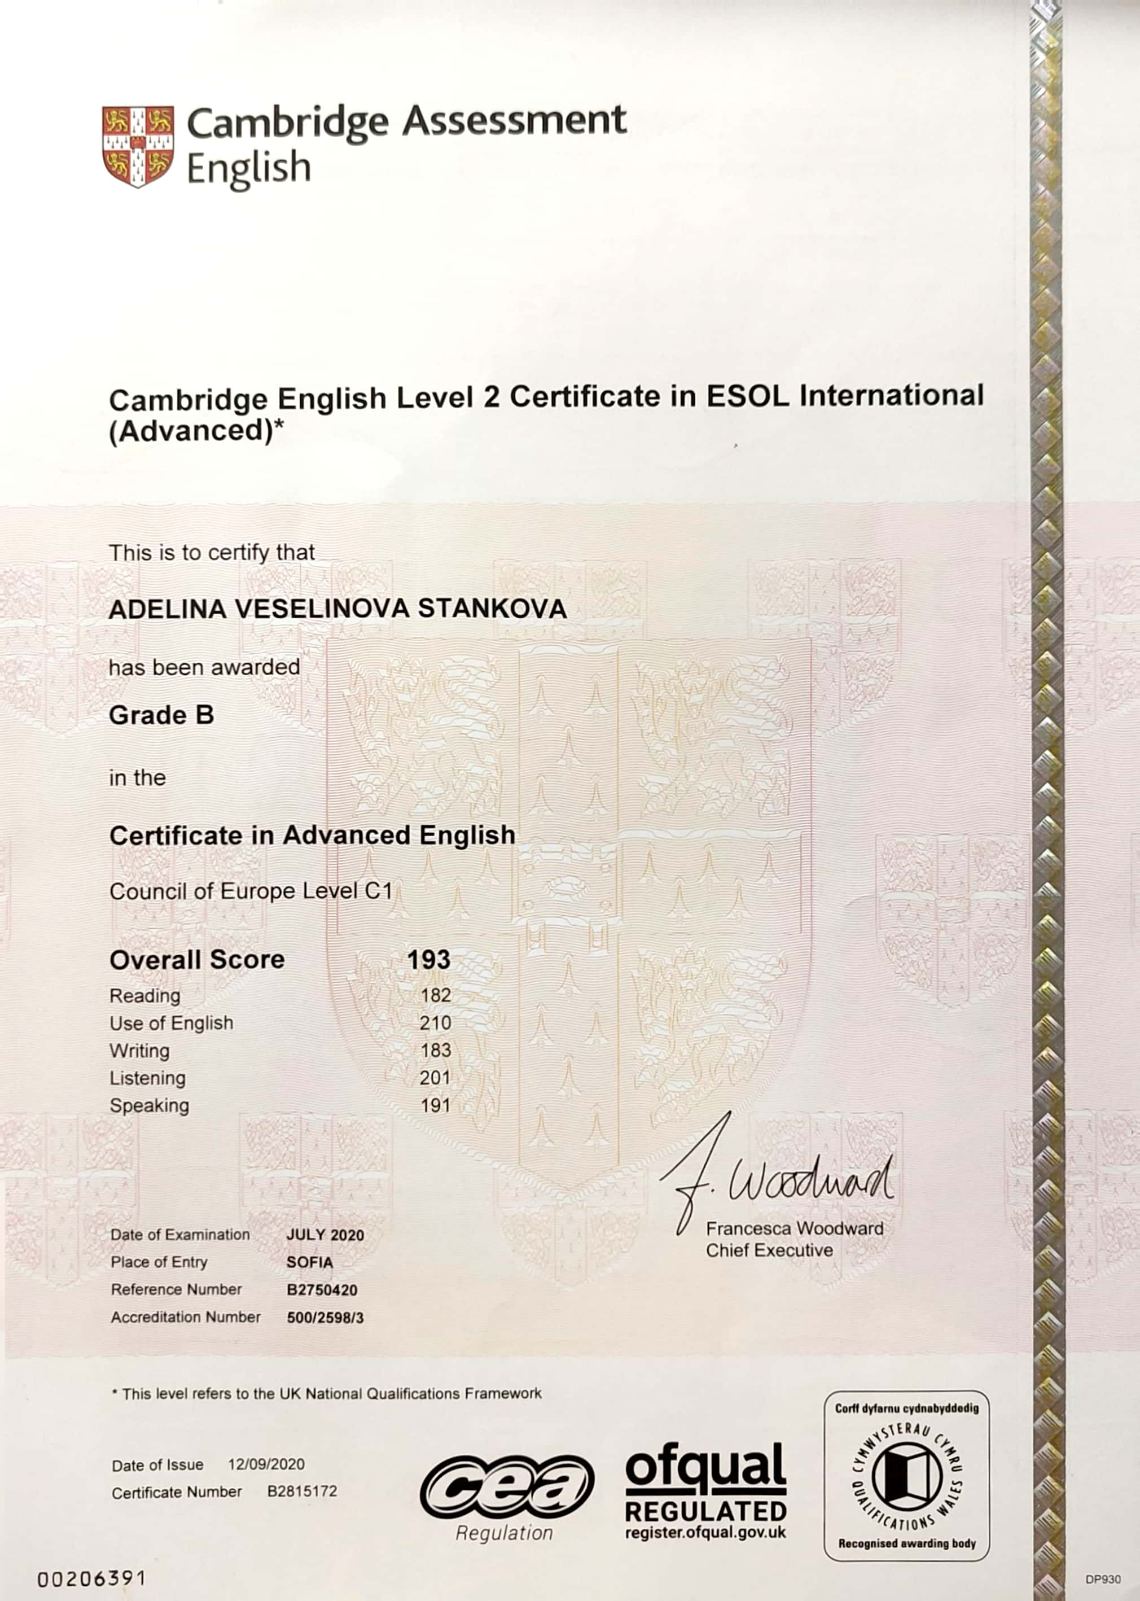 Cambridge Assessment
English
Cambridge English Level 2 Certificate in ESOL International
(Advanced)*
This is to certify that
ADELINA VESELINOVA STANKOVA
has been awarded
Grade B
in the
Certificate in Advanced English
Council of Europe Level C1
Overall Score 193
Reading 182
Use of English 210
Writing 183
Listening 201
Speaking 191
F. Woodward
Francesca Woodward
Chief Executive
Date of Examination JULY 2020
Place of Entry SOFIA
Reference Number B2750420
Accreditation Number 500/2598/3
* This level refers to the UK National Qualifications Framework
Date of Issue 12/09/2020
Certificate Number B2815172
cea
Regulation
ofqual
REGULATED
register.ofqual.gov.uk
Corff dyfarnu cydnabyddedig
CYMWYSTERAU CYMRU
QUALIFICATIONS WALES
Recognised awarding body
00206391
DP930